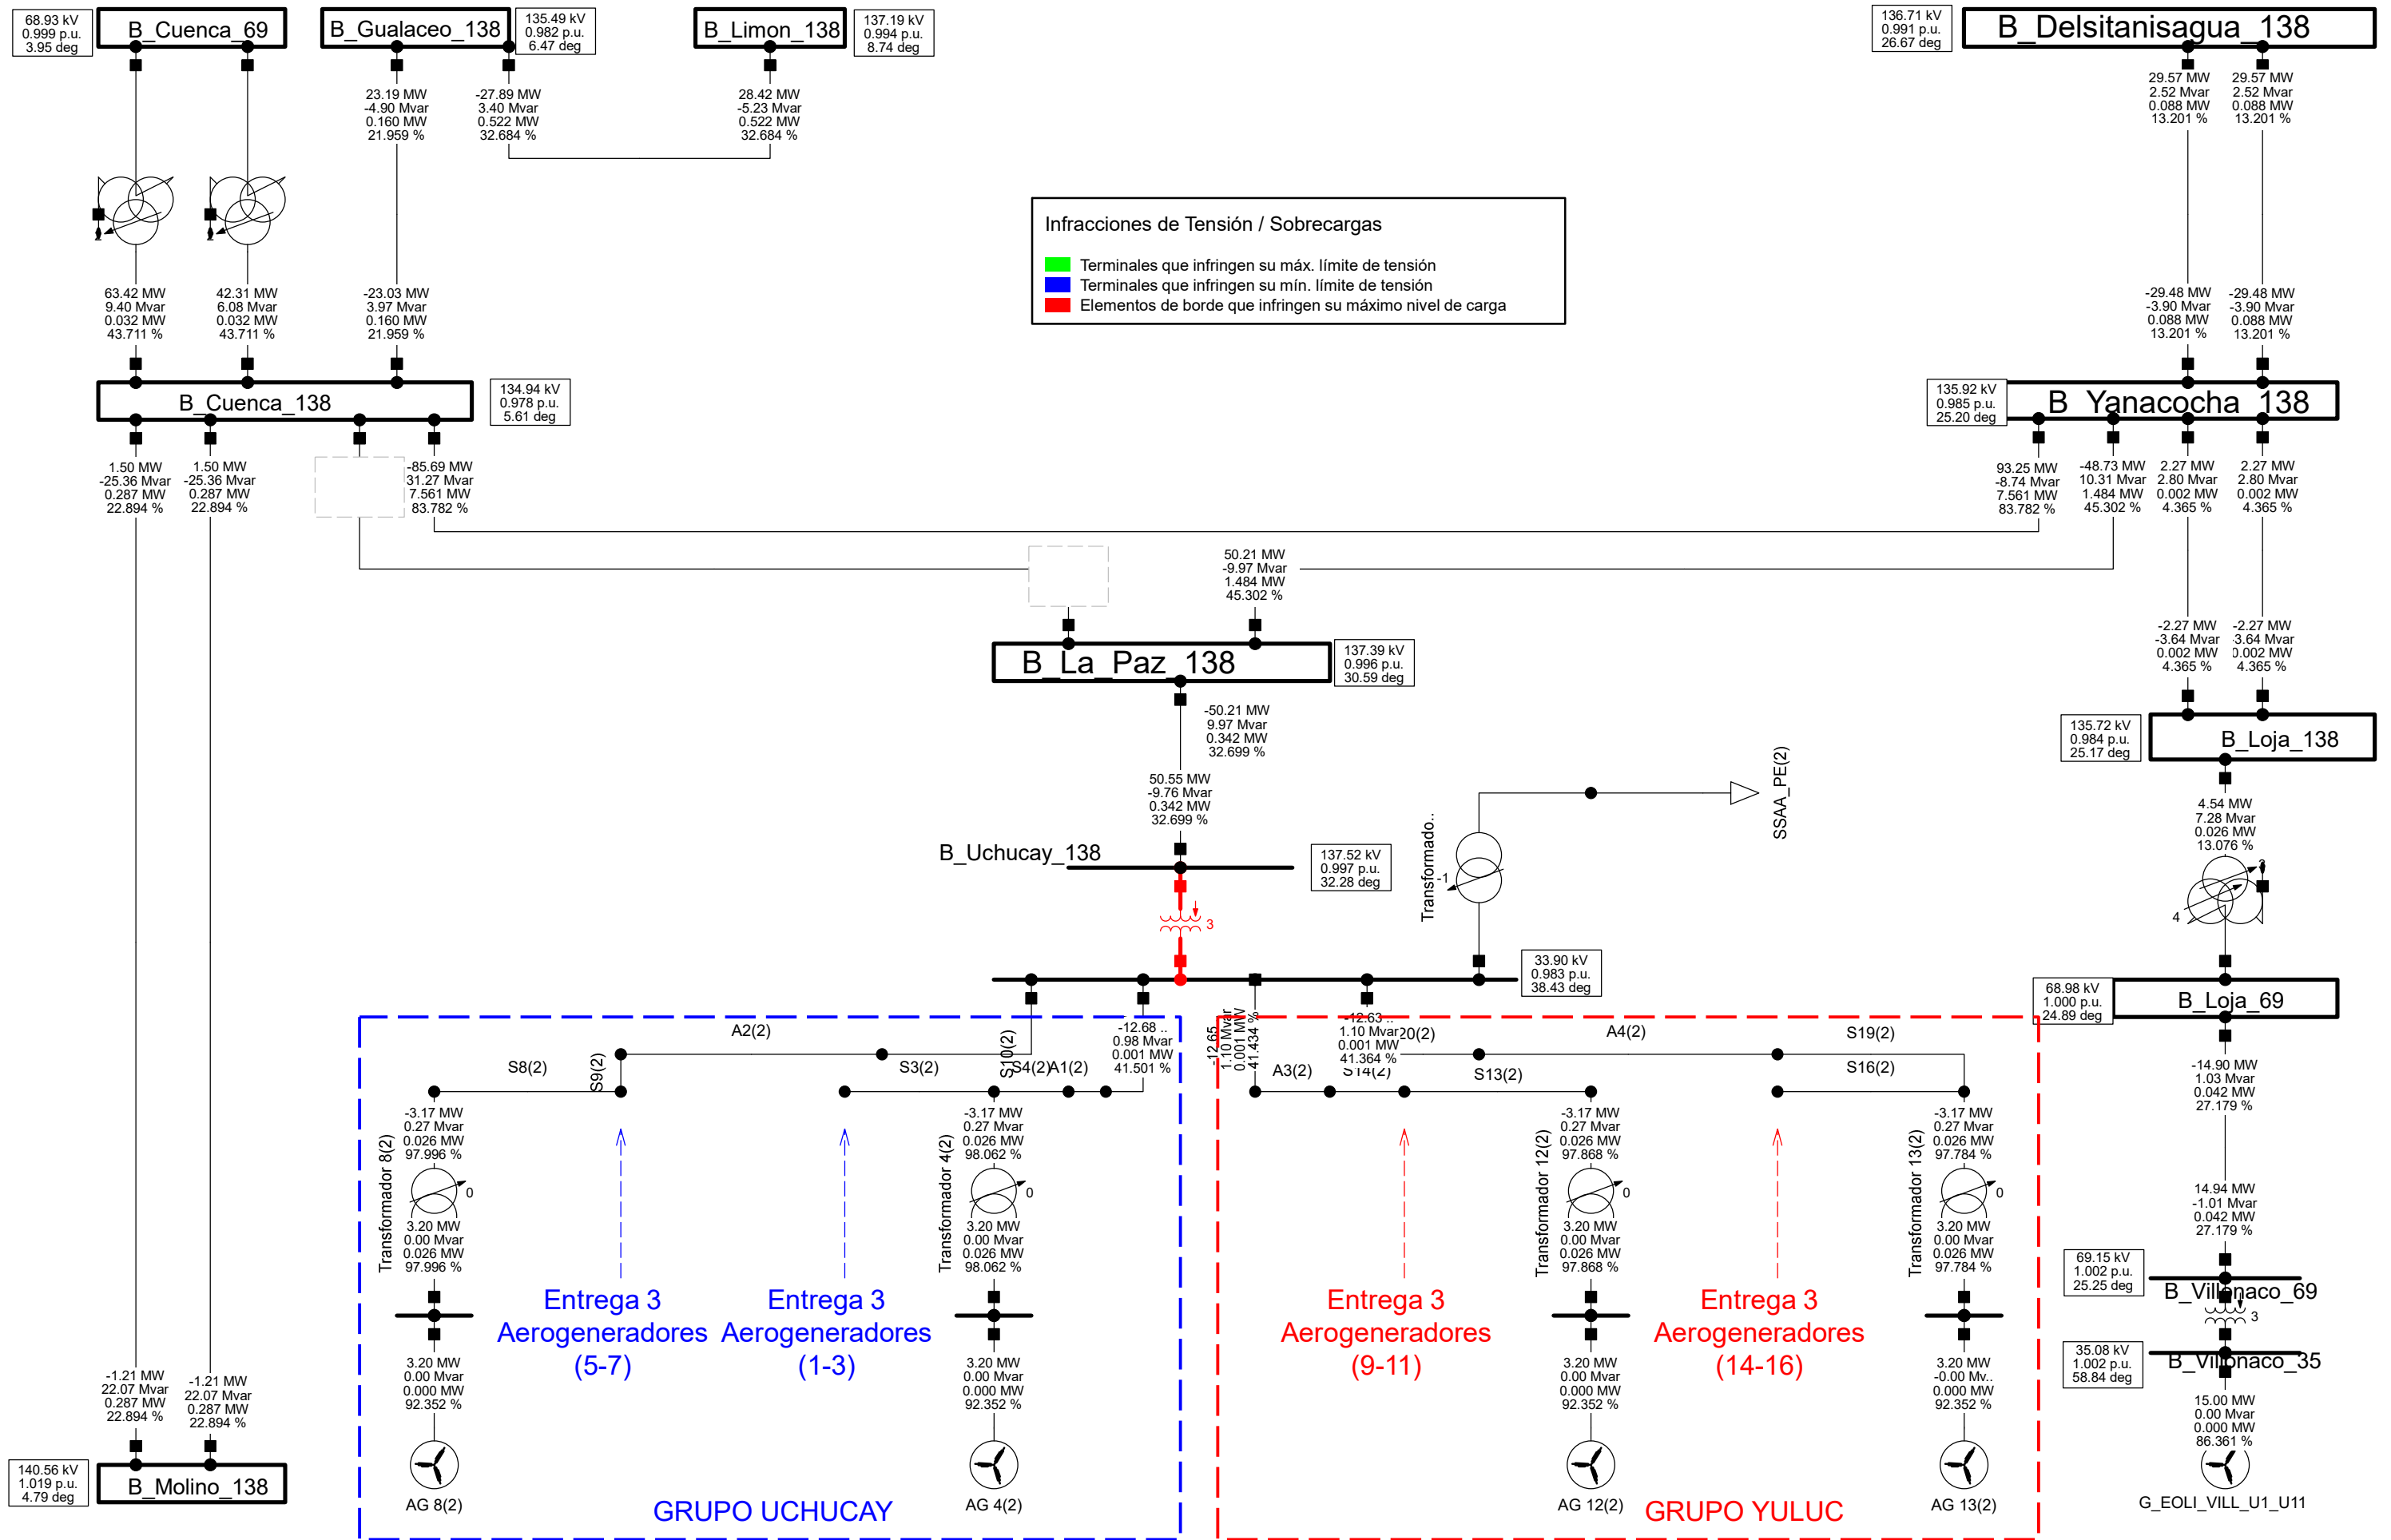 68.93 kV
0.999 p.u.
3.95 deg
B_Cuenca_69
B_Gualaceo_138
135.49 kV
0.982 p.u.
6.47 deg
B_Limon_138
137.19 kV
0.994 p.u.
8.74 deg
136.71 kV
0.991 p.u.
26.67 deg
B_Delsitanisagua_138
23.19 MW
-4.90 Mvar
0.160 MW
21.959 %
-27.89 MW
3.40 Mvar
0.522 MW
32.684 %
28.42 MW
-5.23 Mvar
0.522 MW
32.684 %
29.57 MW
2.52 Mvar
0.088 MW
13.201 %
29.57 MW
2.52 Mvar
0.088 MW
13.201 %
Infracciones de Tensión / Sobrecargas
Terminales que infringen su máx. límite de tensión
Terminales que infringen su mín. límite de tensión
Elementos de borde que infringen su máximo nivel de carga
63.42 MW
9.40 Mvar
0.032 MW
43.711 %
42.31 MW
6.08 Mvar
0.032 MW
43.711 %
-23.03 MW
3.97 Mvar
0.160 MW
21.959 %
-29.48 MW
-3.90 Mvar
0.088 MW
13.201 %
-29.48 MW
-3.90 Mvar
0.088 MW
13.201 %
B_Cuenca_138
134.94 kV
0.978 p.u.
5.61 deg
135.92 kV
0.985 p.u.
25.20 deg
B_Yanacocha_138
1.50 MW
-25.36 Mvar
0.287 MW
22.894 %
1.50 MW
-25.36 Mvar
0.287 MW
22.894 %
-85.69 MW
31.27 Mvar
7.561 MW
83.782 %
93.25 MW
-8.74 Mvar
7.561 MW
83.782 %
-48.73 MW
10.31 Mvar
1.484 MW
45.302 %
2.27 MW
2.80 Mvar
0.002 MW
4.365 %
2.27 MW
2.80 Mvar
0.002 MW
4.365 %
50.21 MW
-9.97 Mvar
1.484 MW
45.302 %
B_La_Paz_138
137.39 kV
0.996 p.u.
30.59 deg
-2.27 MW
-3.64 Mvar
0.002 MW
4.365 %
-2.27 MW
-3.64 Mvar
0.002 MW
4.365 %
-50.21 MW
9.97 Mvar
0.342 MW
32.699 %
135.72 kV
0.984 p.u.
25.17 deg
B_Loja_138
50.55 MW
-9.76 Mvar
0.342 MW
32.699 %
SSAA_PE(2)
4.54 MW
7.28 Mvar
0.026 MW
13.076 %
B_Uchucay_138
137.52 kV
0.997 p.u.
32.28 deg
Transformado..
-1
3
4
33.90 kV
0.983 p.u.
38.43 deg
68.98 kV
1.000 p.u.
24.89 deg
B_Loja_69
A2(2)
S8(2)
S9(2)
S3(2)
S10(2)
S4(2)
A1(2)
-12.68 ..
0.98 Mvar
0.001 MW
41.501 %
-12.65
1.10 Mvar
0.001 MW
41.434 %
-12.63 ..
1.10 Mvar
0.001 MW
41.364 %
20(2)
A4(2)
S19(2)
A3(2)
S14(2)
S13(2)
S16(2)
-14.90 MW
1.03 Mvar
0.042 MW
27.179 %
-3.17 MW
0.27 Mvar
0.026 MW
97.996 %
Transformador 8(2)
0
3.20 MW
0.00 Mvar
0.026 MW
97.996 %
-3.17 MW
0.27 Mvar
0.026 MW
98.062 %
Transformador 4(2)
0
3.20 MW
0.00 Mvar
0.026 MW
98.062 %
-3.17 MW
0.27 Mvar
0.026 MW
97.868 %
Transformador 12(2)
0
3.20 MW
0.00 Mvar
0.026 MW
97.868 %
-3.17 MW
0.27 Mvar
0.026 MW
97.784 %
Transformador 13(2)
0
3.20 MW
0.00 Mvar
0.026 MW
97.784 %
14.94 MW
-1.01 Mvar
0.042 MW
27.179 %
69.15 kV
1.002 p.u.
25.25 deg
B_Villonaco_69
3
35.08 kV
1.002 p.u.
58.84 deg
B_Villonaco_35
Entrega 3
Aerogeneradores
(5-7)
Entrega 3
Aerogeneradores
(1-3)
Entrega 3
Aerogeneradores
(9-11)
Entrega 3
Aerogeneradores
(14-16)
-1.21 MW
22.07 Mvar
0.287 MW
22.894 %
-1.21 MW
22.07 Mvar
0.287 MW
22.894 %
3.20 MW
0.00 Mvar
0.000 MW
92.352 %
3.20 MW
0.00 Mvar
0.000 MW
92.352 %
3.20 MW
0.00 Mvar
0.000 MW
92.352 %
3.20 MW
-0.00 Mv..
0.000 MW
92.352 %
15.00 MW
0.00 Mvar
0.000 MW
86.361 %
140.56 kV
1.019 p.u.
4.79 deg
B_Molino_138
AG 8(2)
GRUPO UCHUCAY
AG 4(2)
AG 12(2)
GRUPO YULUC
AG 13(2)
G_EOLI_VILL_U1_U11